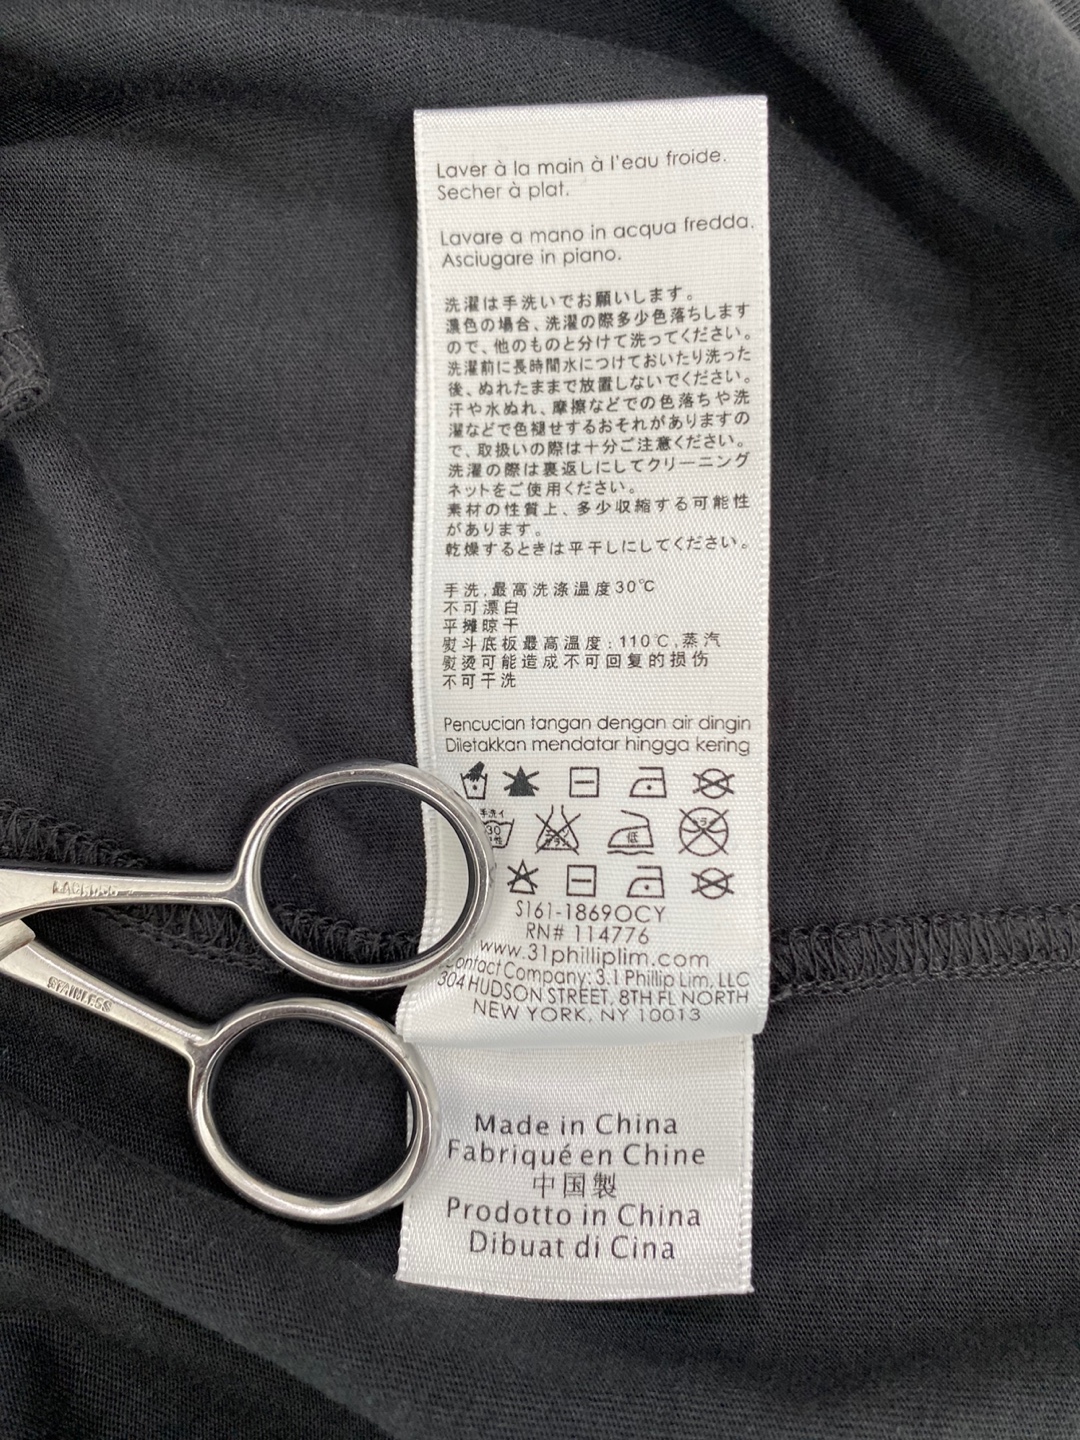 Laver à la main à l'eau froide.
Secher à plat.
Lavare a mano in acqua fredda.
Asciugare in piano.
洗濯は手洗いでお願いします。
濃色の場合、洗濯の際多少色落ちします
ので、他のものと分けて洗ってください。
洗濯前に長時間水につけておいたり洗った
後、ぬれたままで放置しないでください。
汗や水ぬれ、摩擦などでの色落ちや洗
濯などで色褪せするおそれがありますの
で、取扱いの際は十分ご注意ください。
洗濯の際は裏返しにしてクリーニング
ネットをご使用ください。
素材の性質上、多少収縮する可能性
があります。
乾燥するときは平干しにしてください。
手洗,最高洗涤温度30℃
不可漂白
平摊晾干
熨斗底板最高温度:110℃,蒸汽
熨烫可能造成不可回复的损伤
不可干洗
Pencucian tangan dengan air dingin
Diletakkan mendatar hingga kering
手洗イ
30
低
S161-1869OCY
RN# 114776
www.31philliplim.com
Contact Company: 3.1 Phillip Lim, LLC
304 HUDSON STREET, 8TH FL NORTH
NEW YORK, NY 10013
Made in China
Fabriqué en Chine
中国製
Prodotto in China
Dibuat di Cina
STAINLESS